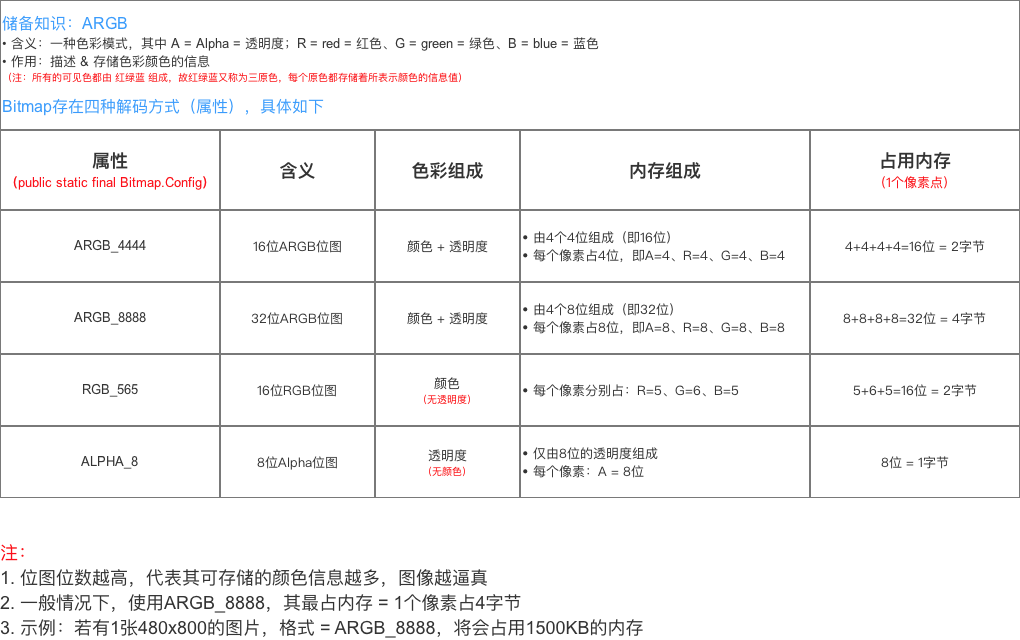 储备知识：ARGB
• 含义：一种色彩模式，其中 A = Alpha = 透明度；R = red = 红色、G = green = 绿色、B = blue = 蓝色
• 作用：描述 & 存储色彩颜色的信息
（注：所有的可见色都由 红绿蓝 组成，故红绿蓝又称为三原色，每个原色都存储着所表示颜色的信息值）
Bitmap存在四种解码方式（属性），具体如下
属性
(public static final Bitmap.Config)
含义
色彩组成
内存组成
占用内存
（1个像素点）
ARGB_4444
16位ARGB位图
颜色 + 透明度
• 由4个4位组成（即16位）
• 每个像素占4位，即A=4、R=4、G=4、B=4
4+4+4+4=16位 = 2字节
ARGB_8888
32位ARGB位图
颜色 + 透明度
• 由4个8位组成（即32位）
• 每个像素占8位，即A=8、R=8、G=8、B=8
8+8+8+8=32位 = 4字节
RGB_565
16位RGB位图
颜色
（无透明度）
• 每个像素分别占：R=5、G=6、B=5
5+6+5=16位 = 2字节
ALPHA_8
8位Alpha位图
透明度
（无颜色）
• 仅由8位的透明度组成
• 每个像素：A = 8位
8位 = 1字节
注：
1. 位图位数越高，代表其可存储的颜色信息越多，图像越逼真
2. 一般情况下，使用ARGB_8888，其最占内存 = 1个像素占4字节
3. 示例：若有1张480x800的图片，格式 = ARGB_8888，将会占用1500KB的内存